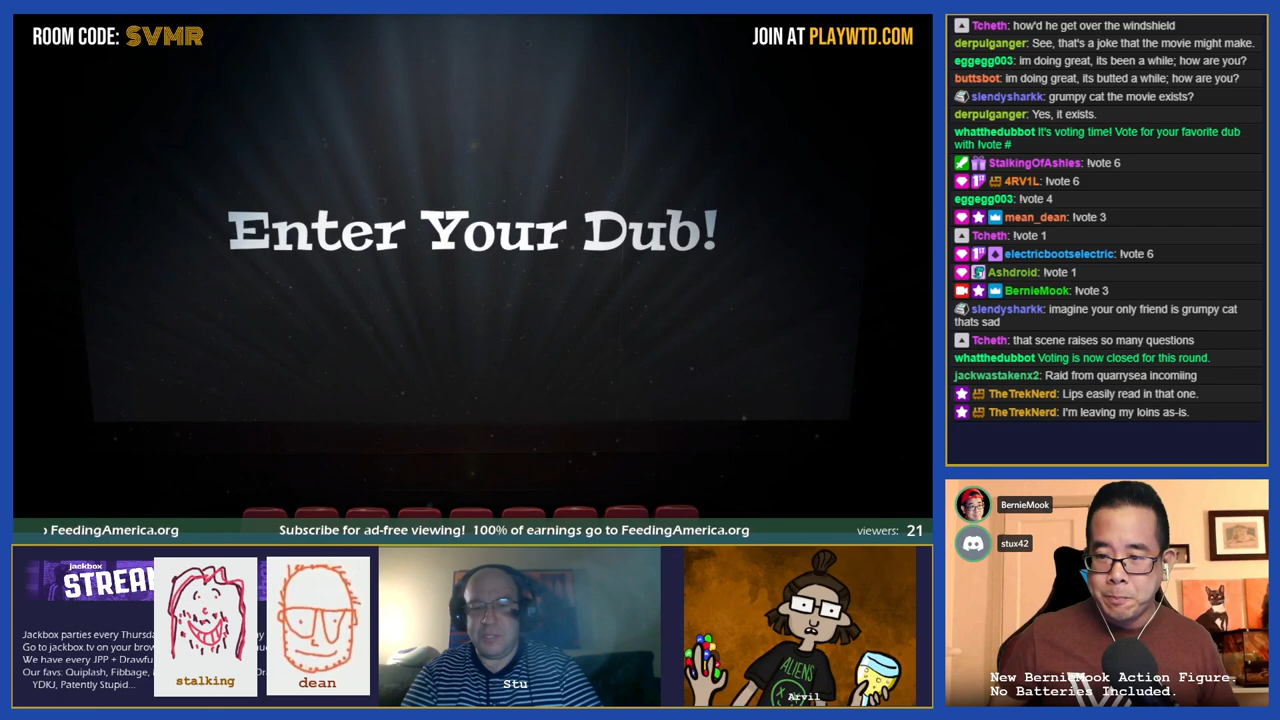 ROOM CODE: SVMR
JOIN AT PLAYWTD.COM
Enter Your Dub!
› FeedingAmerica.org
Subscribe for ad-free viewing! 100% of earnings go to FeedingAmerica.org
viewers: 21
Tcheth: how'd he get over the windshield
derpulganger: See, that's a joke that the movie might make.
eggegg003: im doing great, its been a while; how are you?
buttsbot: im doing great, its butted a while; how are you?
slendysharkk: grumpy cat the movie exists?
derpulganger: Yes, it exists.
whatthedubbot It's voting time! Vote for your favorite dub
with !vote #
StalkingOfAshles: !vote 6
4RV1L: !vote 6
eggegg003: !vote 4
mean_dean: !vote 3
Tcheth: !vote 1
electricbootselectric: !vote 6
Ashdroid: !vote 1
BernieMook: !vote 3
slendysharkk: imagine your only friend is grumpy cat
thats sad
Tcheth: that scene raises so many questions
whatthedubbot Voting is now closed for this round.
jackwastakenx2: Raid from quarrysea incomiing
TheTrekNerd: Lips easily read in that one.
TheTrekNerd: I'm leaving my loins as-is.
jackbox
STREAM
Jackbox parties every Thursda
Go to jackbox.tv on your brow
We have every JPP + Drawfu
Our favs: Quiplash, Fibbage,
YDKJ, Patently Stupid...
stalking
dean
Stu
ALIENS
Arvil
BernieMook
stux42
New BernieMook Action Figure.
No Batteries Included.